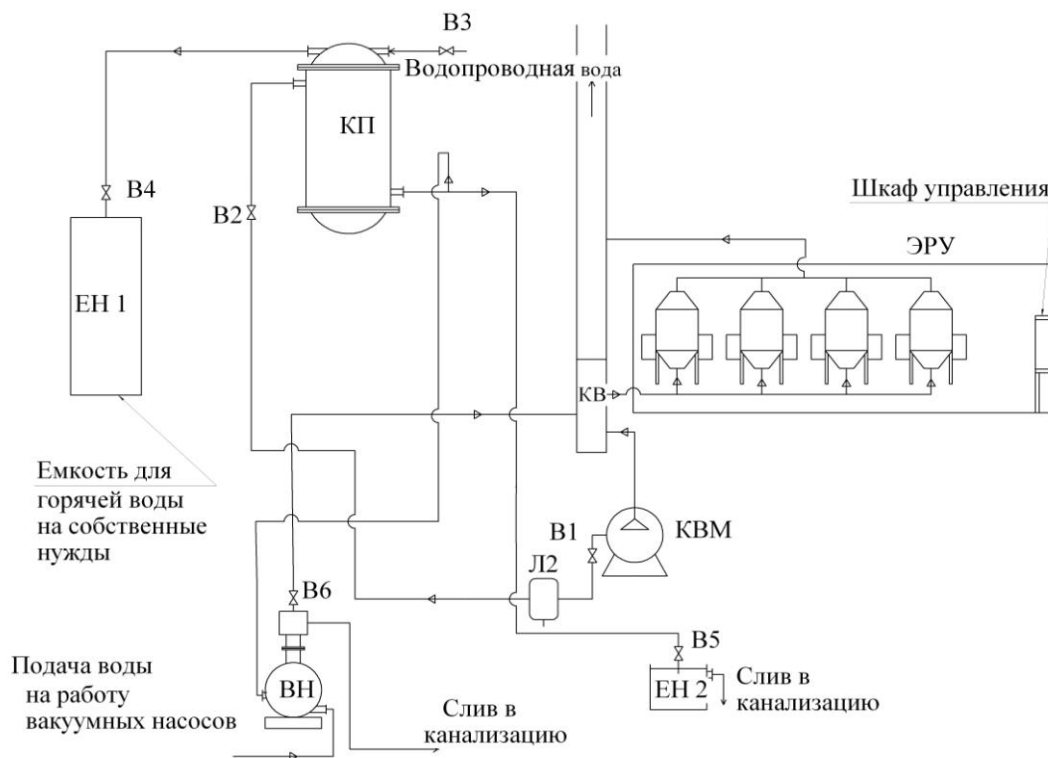 В3
Водопроводная вода
КП
В4
В2
Шкаф управления
ЭРУ
ЕН 1
КВ
Емкость для
горячей воды
на собственные
нужды
В1
КВМ
Л2
В6
В5
Подача воды
на работу
вакуумных насосов
ВН
ЕН 2
Слив в
канализацию
Слив в
канализацию